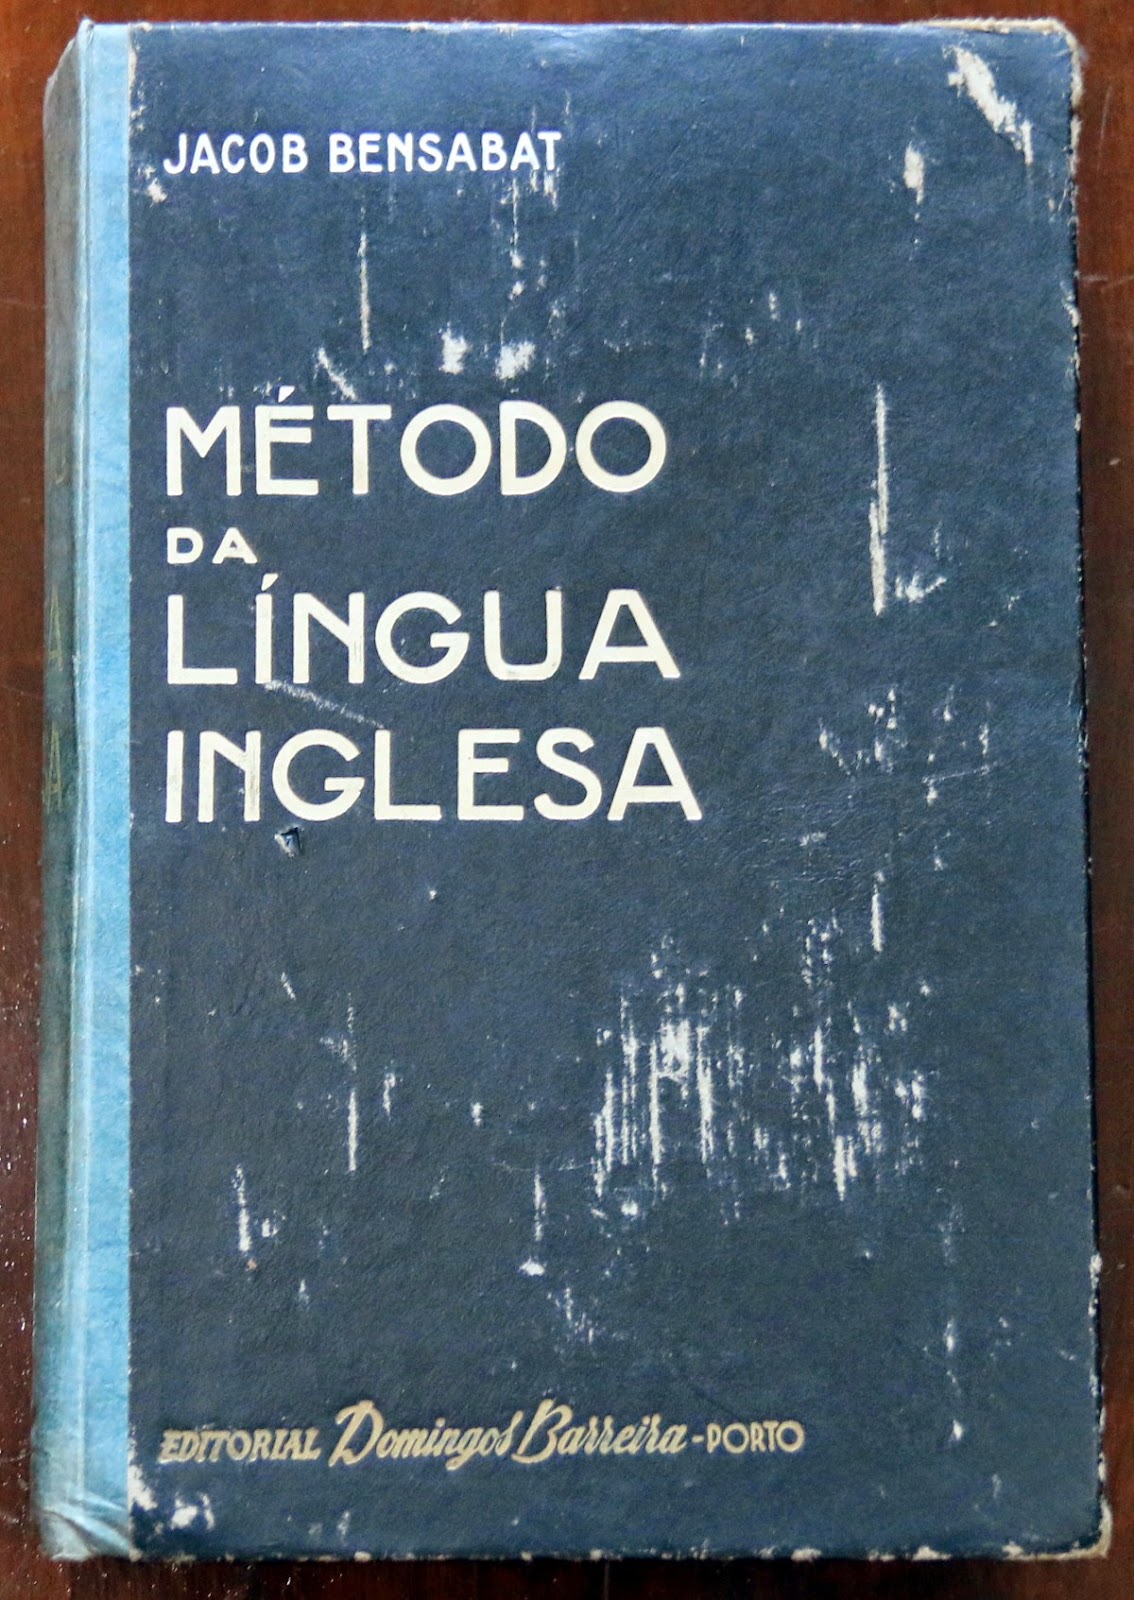 JACOB BENSABAT
MÉTODO
DA
LÍNGUA
INGLESA
EDITORIAL Domingos Barreira - PORTO